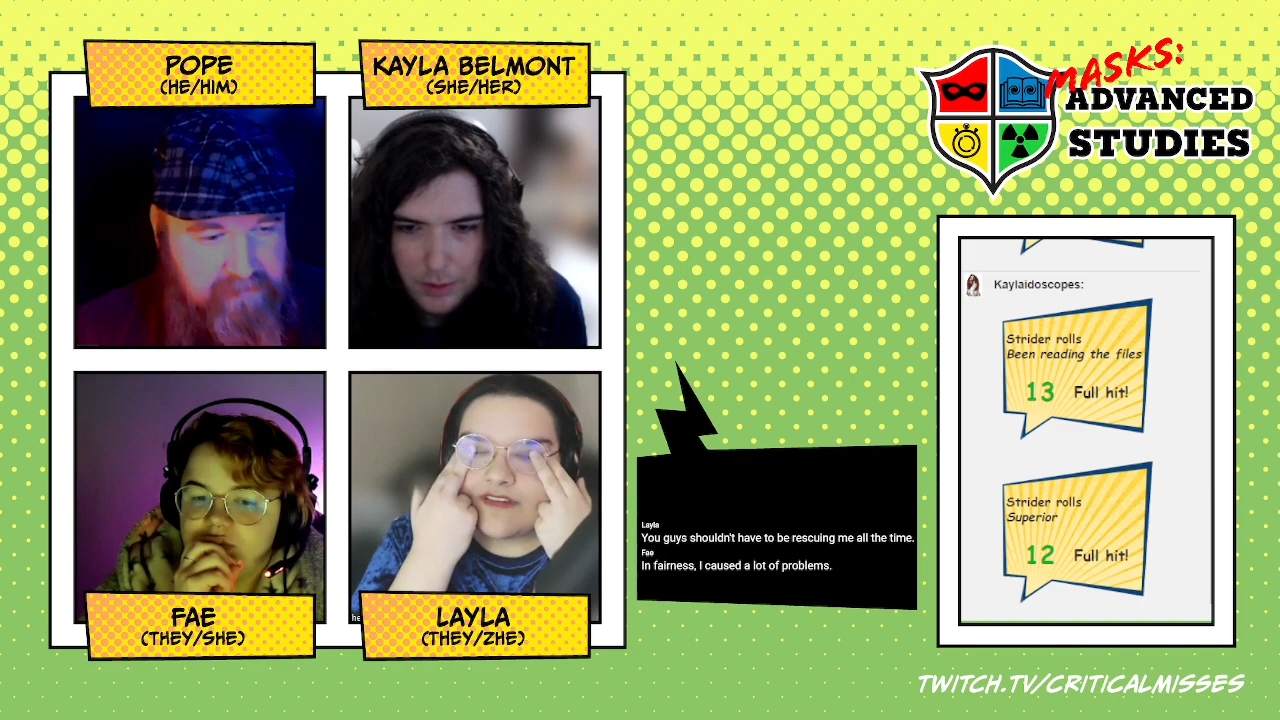 POPE
(HE/HIM)
KAYLA BELMONT
(SHE/HER)
FAE
(THEY/SHE)
he
LAYLA
(THEY/ZHE)
Layla
You guys shouldn't have to be rescuing me all the time.
Fae
In fairness, I caused a lot of problems.
MASKS:
ADVANCED
STUDIES
Kaylaidoscopes:
Strider rolls
Been reading the files
13 Full hit!
Strider rolls
Superior
12 Full hit!
TWITCH.TV/CRITICALMISSES